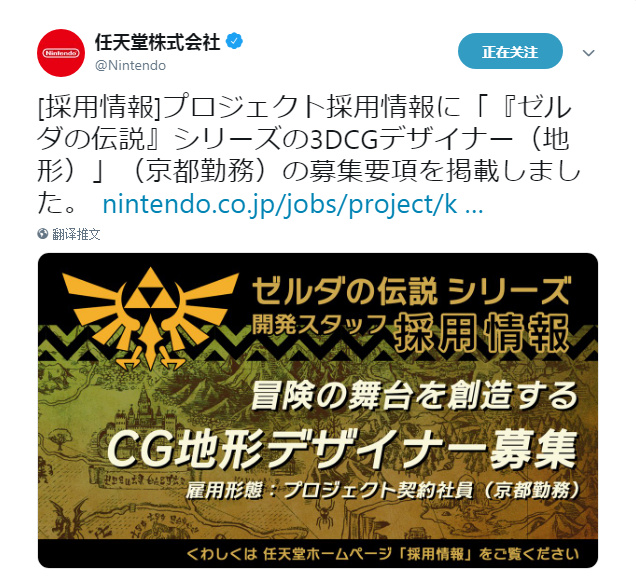 Nintendo
任天堂株式会社
@Nintendo
正在关注
[採用情報]プロジェクト採用情報に「『ゼル
ダの伝説』シリーズの3DCGデザイナー（地
形）」（京都勤務）の募集要項を掲載しまし
た。 nintendo.co.jp/jobs/project/k ...
翻译推文
ゼルダの伝説 シリーズ
開発スタッフ 採用情報
冒険の舞台を創造する
CG地形デザイナー募集
雇用形態：プロジェクト契約社員（京都勤務）
くわしくは 任天堂ホームページ「採用情報」をご覧ください